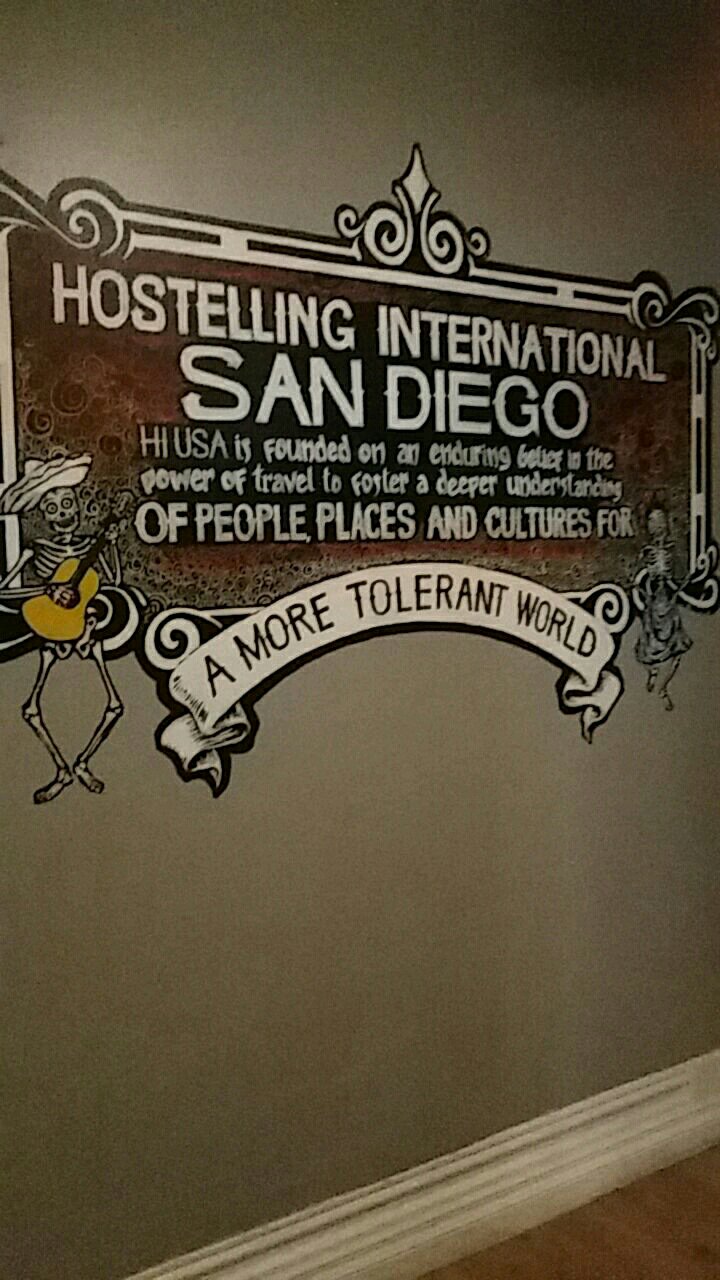 HOSTELLING INTERNATIONAL
SAN DIEGO
HI USA is founded on an enduring belief in the
power of travel to foster a deeper understanding
OF PEOPLE, PLACES AND CULTURES FOR
A MORE TOLERANT WORLD